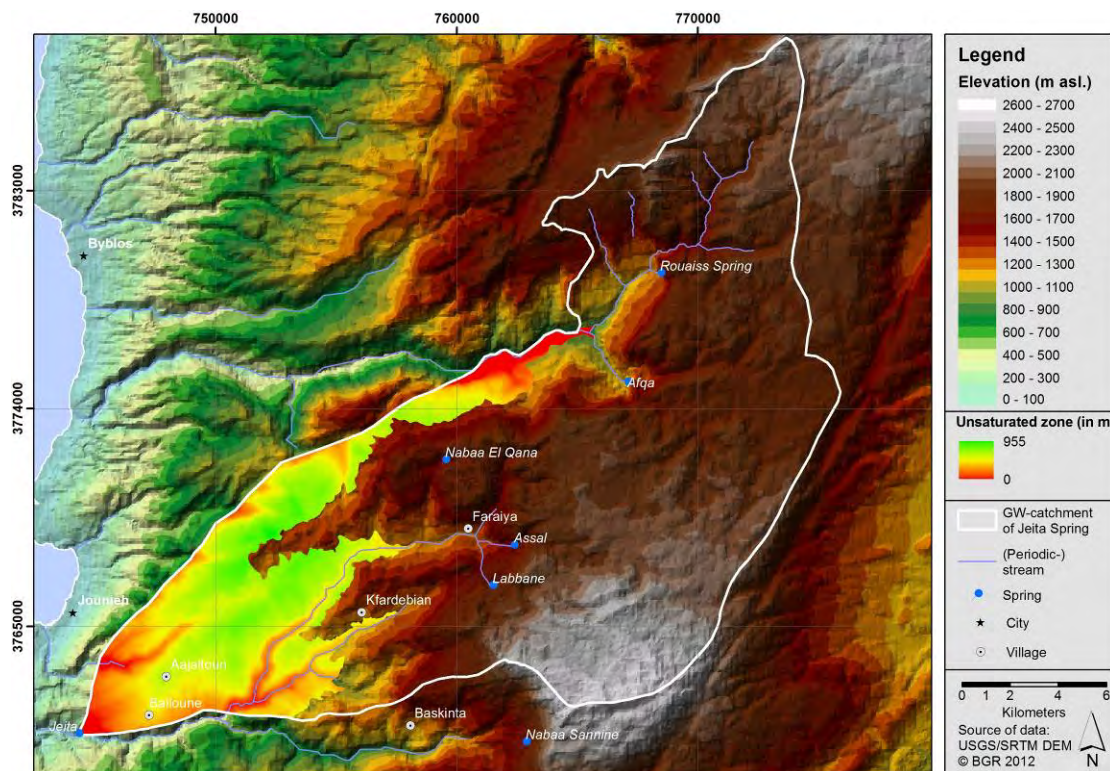 750000
760000
770000
3783000
3774000
3765000
Byblos
Rouaiss Spring
Afqa
Nabaa El Qana
Faraiya
Assal
Labbane
Jounieh
Kfardebian
Aajaltoun
Balloune
Jeita
Baskinta
Nabaa Sannine
Legend
Elevation (m asl.)
2600 - 2700
2400 - 2500
2200 - 2300
2000 - 2100
1800 - 1900
1600 - 1700
1400 - 1500
1200 - 1300
1000 - 1100
800 - 900
600 - 700
400 - 500
200 - 300
0 - 100
Unsaturated zone (in m
955
0
GW-catchment
of Jeita Spring
(Periodic-)
stream
Spring
City
Village
0 1 2 4 6
Kilometers
Source of data:
USGS/SRTM DEM
© BGR 2012
N